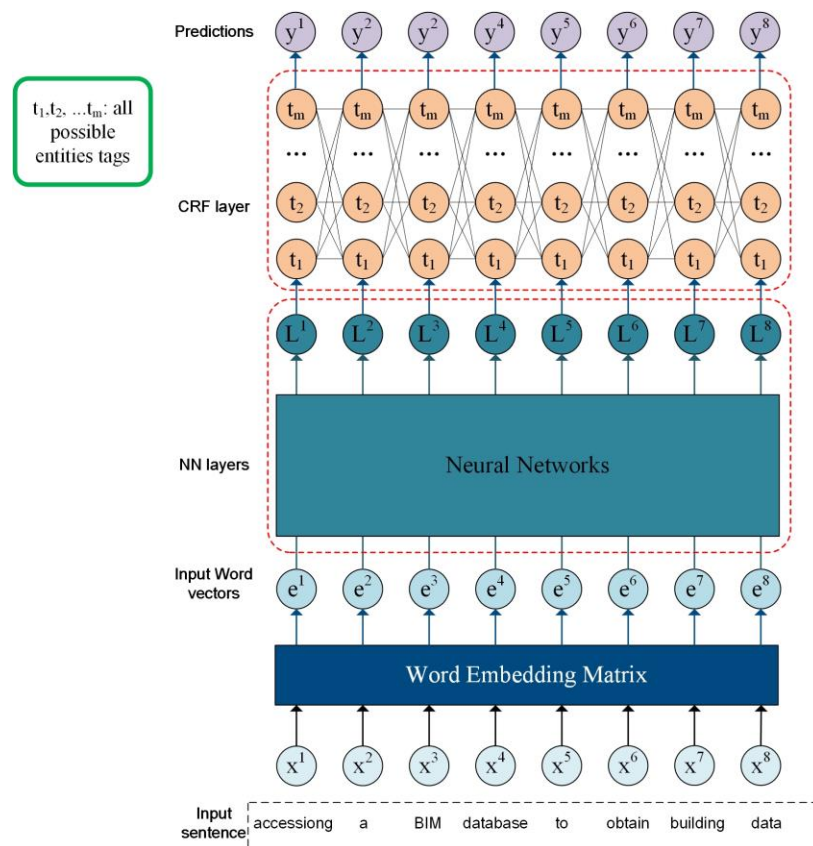 Predictions y¹ y² y² y⁴ y⁵ y⁶ y⁷ y⁸
t₁,t₂, ...tₘ: all
possible
entities tags
tₘ tₘ tₘ tₘ tₘ tₘ tₘ tₘ
... ... ... ... ... ... ... ...
CRF layer
t₂ t₂ t₂ t₂ t₂ t₂ t₂ t₂
t₁ t₁ t₁ t₁ t₁ t₁ t₁ t₁
L¹ L² L³ L⁴ L⁵ L⁶ L⁷ L⁸
NN layers
Neural Networks
Input Word
vectors
e¹ e² e³ e⁴ e⁵ e⁶ e⁷ e⁸
Word Embedding Matrix
x¹ x² x³ x⁴ x⁵ x⁶ x⁷ x⁸
Input
sentence
accessiong a BIM database to obtain building data